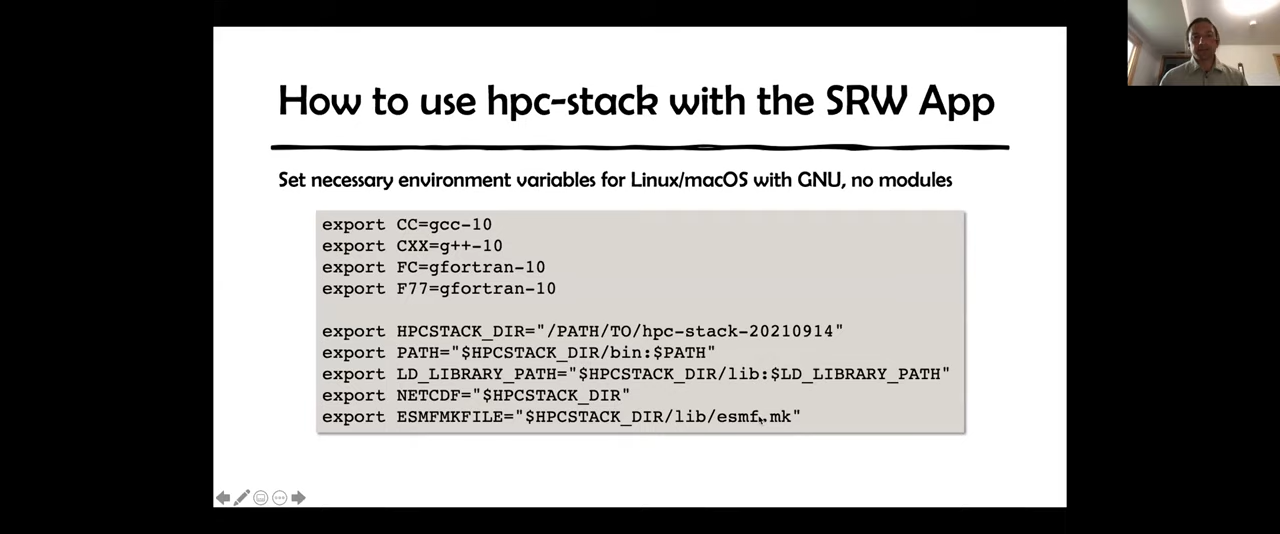 How to use hpc-stack with the SRW App
Set necessary environment variables for Linux/macOS with GNU, no modules
export CC=gcc-10
export CXX=g++-10
export FC=gfortran-10
export F77=gfortran-10
export HPCSTACK_DIR="/PATH/TO/hpc-stack-20210914"
export PATH="$HPCSTACK_DIR/bin:$PATH"
export LD_LIBRARY_PATH="$HPCSTACK_DIR/lib:$LD_LIBRARY_PATH"
export NETCDF="$HPCSTACK_DIR"
export ESMFMKFILE="$HPCSTACK_DIR/lib/esmf.mk"